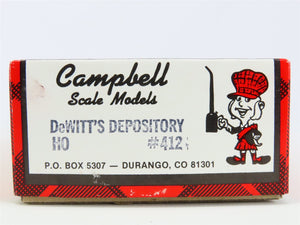 Campbell
Scale Models
DeWITT'S DEPOSITORY
HO #412
P.O. BOX 5307 — DURANGO, CO 81301